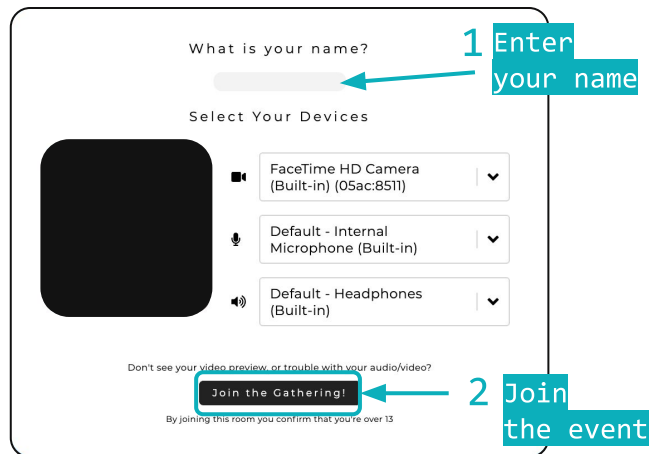 What is your name?
1 Enter
your name
Select Your Devices
FaceTime HD Camera
(Built-in) (05ac:8511)
Default - Internal
Microphone (Built-in)
Default - Headphones
(Built-in)
Don't see your video preview, or trouble with your audio/video?
Join the Gathering!
2 Join
the event
By joining this room you confirm that you're over 13